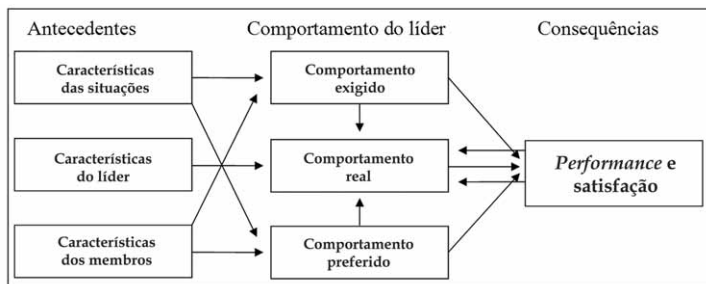 Antecedentes
Comportamento do líder
Consequências
Características
das situações
Comportamento
exigido
Características
do líder
Comportamento
real
Performance e
satisfação
Características
dos membros
Comportamento
preferido